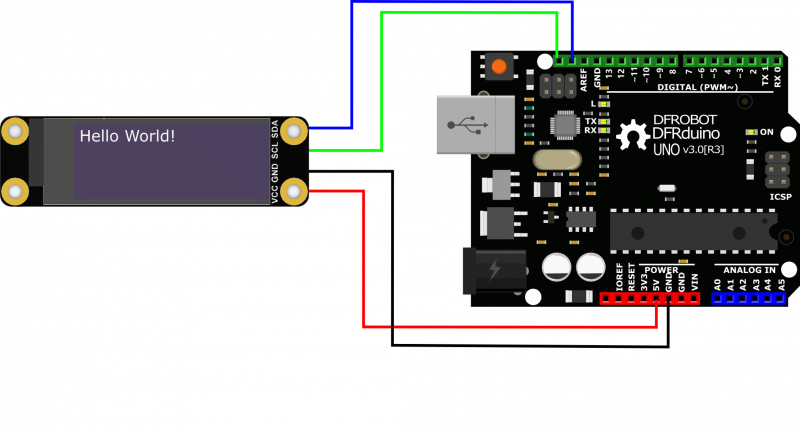 Hello World!
SDA
SCL
GND
VCC
AREF
GND
13
12
~11
~10
~9
8
7
~6
~5
4
~3
2
TX 1
RX 0
DIGITAL (PWM~)
L
TX
RX
DFROBOT
DFRduino
UNO v3.0[R3]
ON
ICSP
POWER
ANALOG IN
IOREF
RESET
3V3
5V
GND
GND
VIN
A0
A1
A2
A3
A4
A5